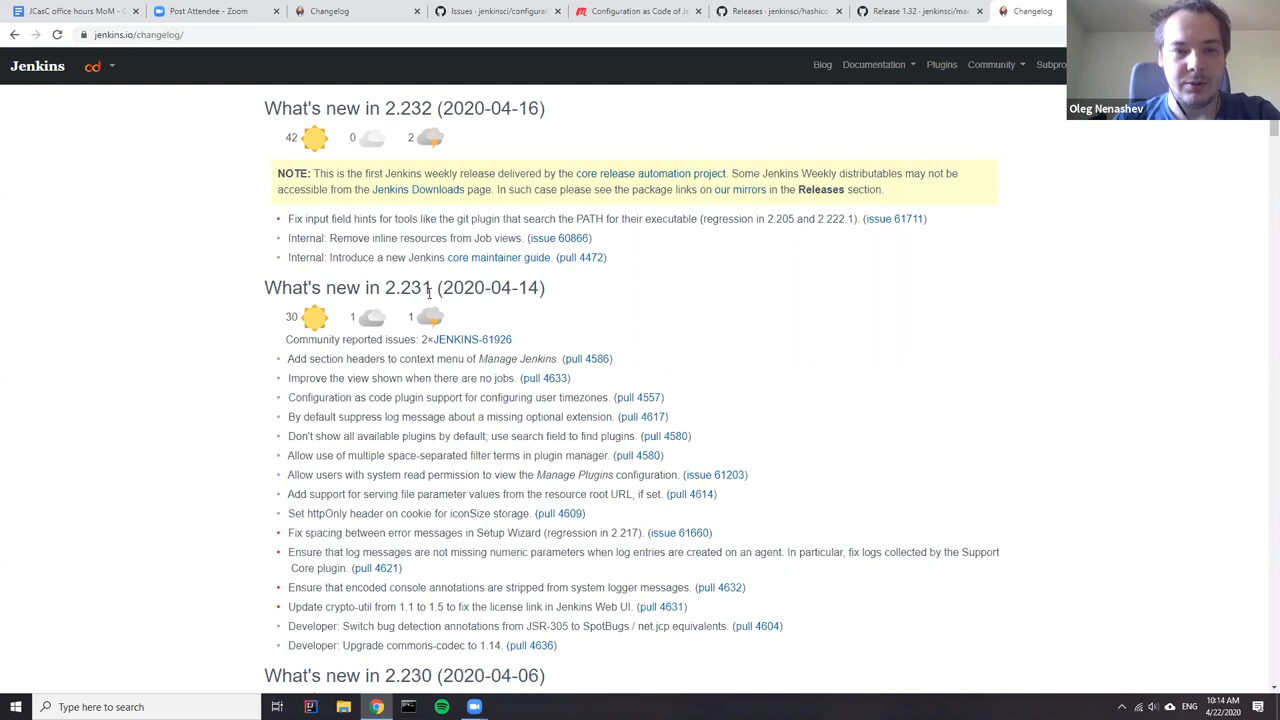 JCasC office hours MoM - G
Post Attendee - Zoom
Changelog
Issues · jenkinsci/configurat
Configuration as Code of Je
Releases · jenkinsci/hashico
Release 1.32 · jenkinsci/ma
Changelog
jenkins.io/changelog/
Jenkins cd Blog Documentation Plugins Community Subpro
Oleg Nenashev
What's new in 2.232 (2020-04-16)
42 0 2
NOTE: This is the first Jenkins weekly release delivered by the core release automation project. Some Jenkins Weekly distributables may not be
accessible from the Jenkins Downloads page. In such case please see the package links on our mirrors in the Releases section.
• Fix input field hints for tools like the git plugin that search the PATH for their executable (regression in 2.205 and 2.222.1). (issue 61711)
• Internal: Remove inline resources from Job views. (issue 60866)
• Internal: Introduce a new Jenkins core maintainer guide. (pull 4472)
What's new in 2.231 (2020-04-14)
30 1 1
Community reported issues: 2×JENKINS-61926
• Add section headers to context menu of Manage Jenkins. (pull 4586)
• Improve the view shown when there are no jobs. (pull 4633)
• Configuration as code plugin support for configuring user timezones. (pull 4557)
• By default suppress log message about a missing optional extension. (pull 4617)
• Don't show all available plugins by default; use search field to find plugins. (pull 4580)
• Allow use of multiple space-separated filter terms in plugin manager. (pull 4580)
• Allow users with system read permission to view the Manage Plugins configuration. (issue 61203)
• Add support for serving file parameter values from the resource root URL, if set. (pull 4614)
• Set httpOnly header on cookie for iconSize storage. (pull 4609)
• Fix spacing between error messages in Setup Wizard (regression in 2.217). (issue 61660)
• Ensure that log messages are not missing numeric parameters when log entries are created on an agent. In particular, fix logs collected by the Support
Core plugin. (pull 4621)
• Ensure that encoded console annotations are stripped from system logger messages. (pull 4632)
• Update crypto-util from 1.1 to 1.5 to fix the license link in Jenkins Web UI. (pull 4631)
• Developer: Switch bug detection annotations from JSR-305 to SpotBugs / net.jcp equivalents. (pull 4604)
• Developer: Upgrade commons-codec to 1.14. (pull 4636)
What's new in 2.230 (2020-04-06)
Type here to search
10:14 AM
4/22/2020